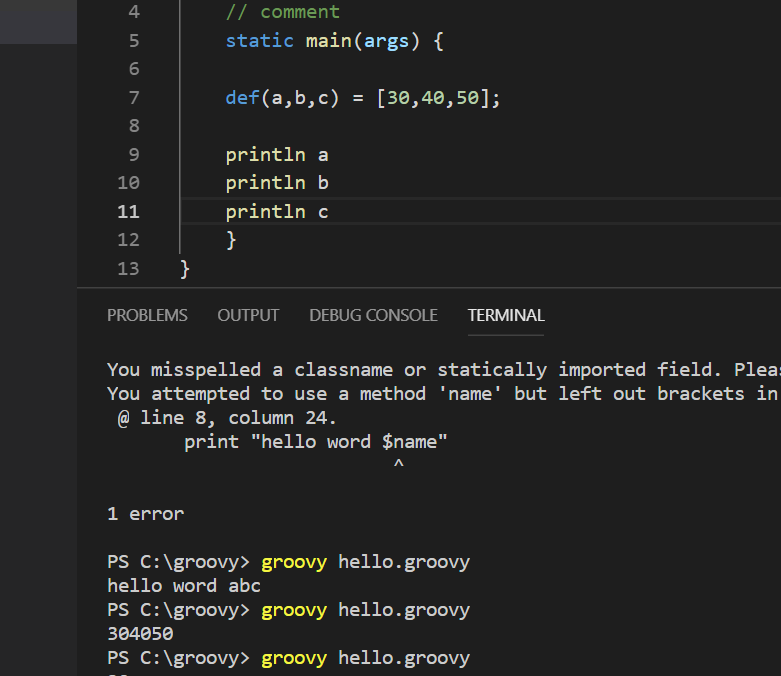 4 // comment
5 static main(args) {
6
7 def(a,b,c) = [30,40,50];
8
9 println a
10 println b
11 println c
12 }
13 }
PROBLEMS OUTPUT DEBUG CONSOLE TERMINAL
You misspelled a classname or statically imported field. Pleas
You attempted to use a method 'name' but left out brackets in
@ line 8, column 24.
print "hello word $name"
^
1 error
PS C:\groovy> groovy hello.groovy
hello word abc
PS C:\groovy> groovy hello.groovy
304050
PS C:\groovy> groovy hello.groovy